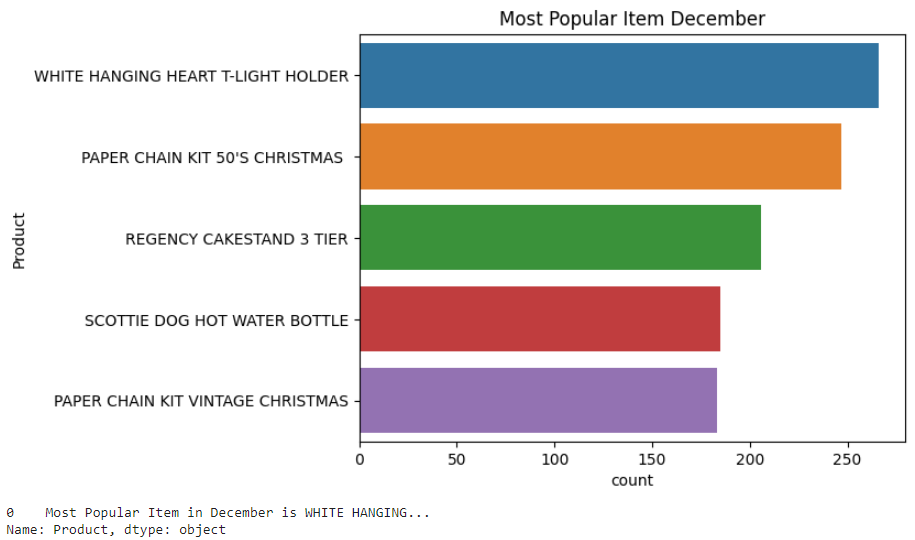 Most Popular Item December
WHITE HANGING HEART T-LIGHT HOLDER
PAPER CHAIN KIT 50'S CHRISTMAS
REGENCY CAKESTAND 3 TIER
SCOTTIE DOG HOT WATER BOTTLE
PAPER CHAIN KIT VINTAGE CHRISTMAS
Product
0 50 100 150 200 250
count
0    Most Popular Item in December is WHITE HANGING...
Name: Product, dtype: object